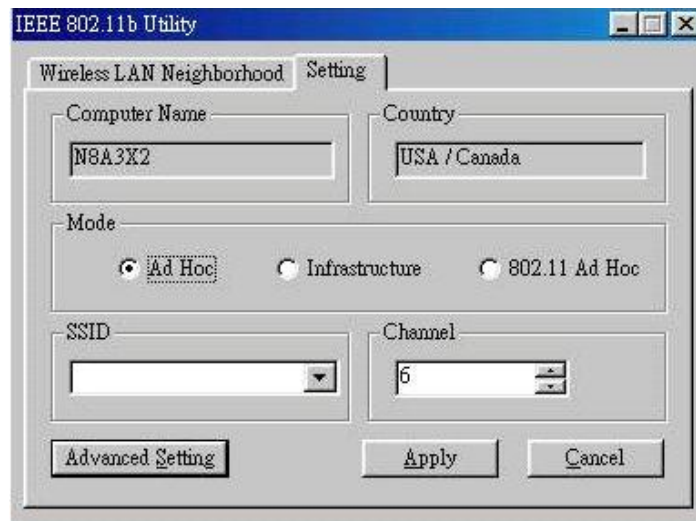 IEEE 802.11b Utility
Wireless LAN Neighborhood Setting
Computer Name Country
N8A3X2 USA / Canada
Mode
Ad Hoc Infrastructure 802.11 Ad Hoc
SSID Channel
6
Advanced Setting Apply Cancel